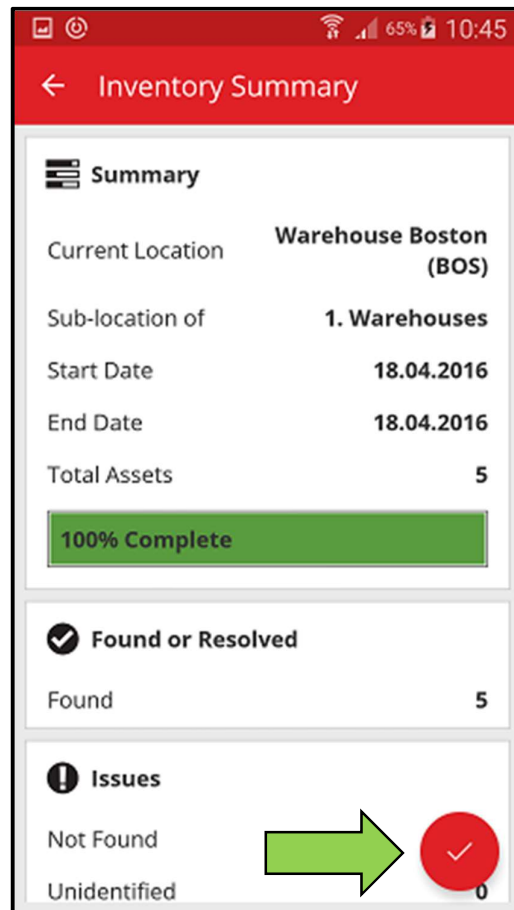 65% 10:45
Inventory Summary
Summary
Current Location Warehouse Boston
(BOS)
Sub-location of 1. Warehouses
Start Date 18.04.2016
End Date 18.04.2016
Total Assets 5
100% Complete
Found or Resolved
Found 5
Issues
Not Found
Unidentified 0